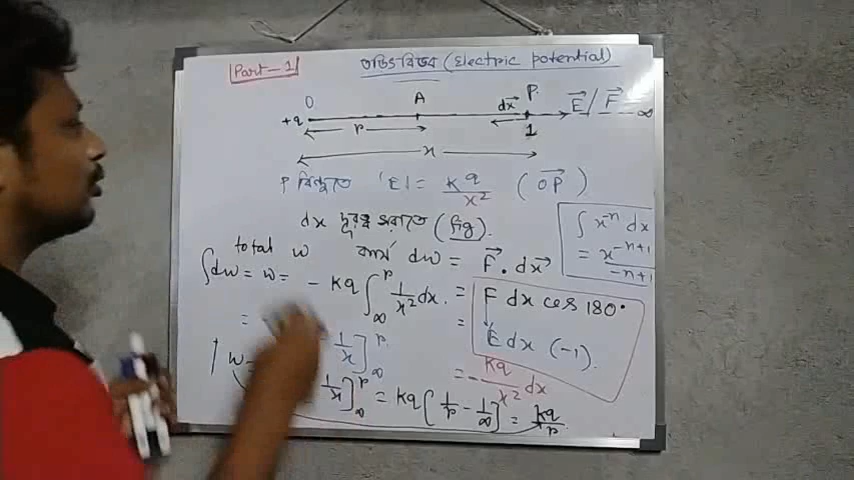 Part-1
তড়িৎবিভব (Electric potential)
O A dx⃗ P. E⃗/F⃗ ∞
+q r 1
x
P বিন্দুতে |E| = Kq/x² (OP⃗)
dx দূরত্ব সরাতে (fig).
∫ x⁻ⁿ dx
= x⁻ⁿ⁺¹/-n+1
total w কার্য dw = F⃗ . dx⃗
∫dw = w = - Kq ∫∞^r 1/x² dx. = F dx cos 180°
= 1/x]∞^r = E dx (-1).
w = 1/x]∞^r = Kq[1/r - 1/∞] = Kq/r
= - Kq/x² dx